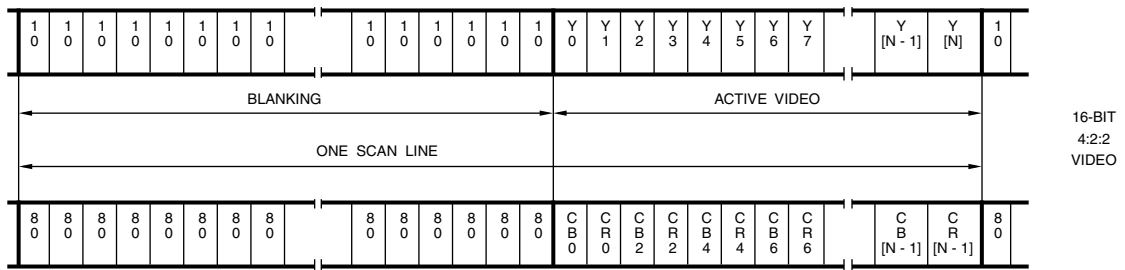 1 1 1 1 1 1 1 1 1 1 1 1 1 1 Y Y Y Y Y Y Y Y Y Y 1
0 0 0 0 0 0 0 0 0 0 0 0 0 0 0 1 2 3 4 5 6 7 [N - 1] [N] 0
BLANKING ACTIVE VIDEO
ONE SCAN LINE
16-BIT
4:2:2
VIDEO
8 8 8 8 8 8 8 8 8 8 8 8 8 8 C C C C C C C C C C 8
0 0 0 0 0 0 0 0 0 0 0 0 0 0 B R B R B R B R B R 0
0 0 2 2 4 4 6 6 [N - 1] [N - 1]